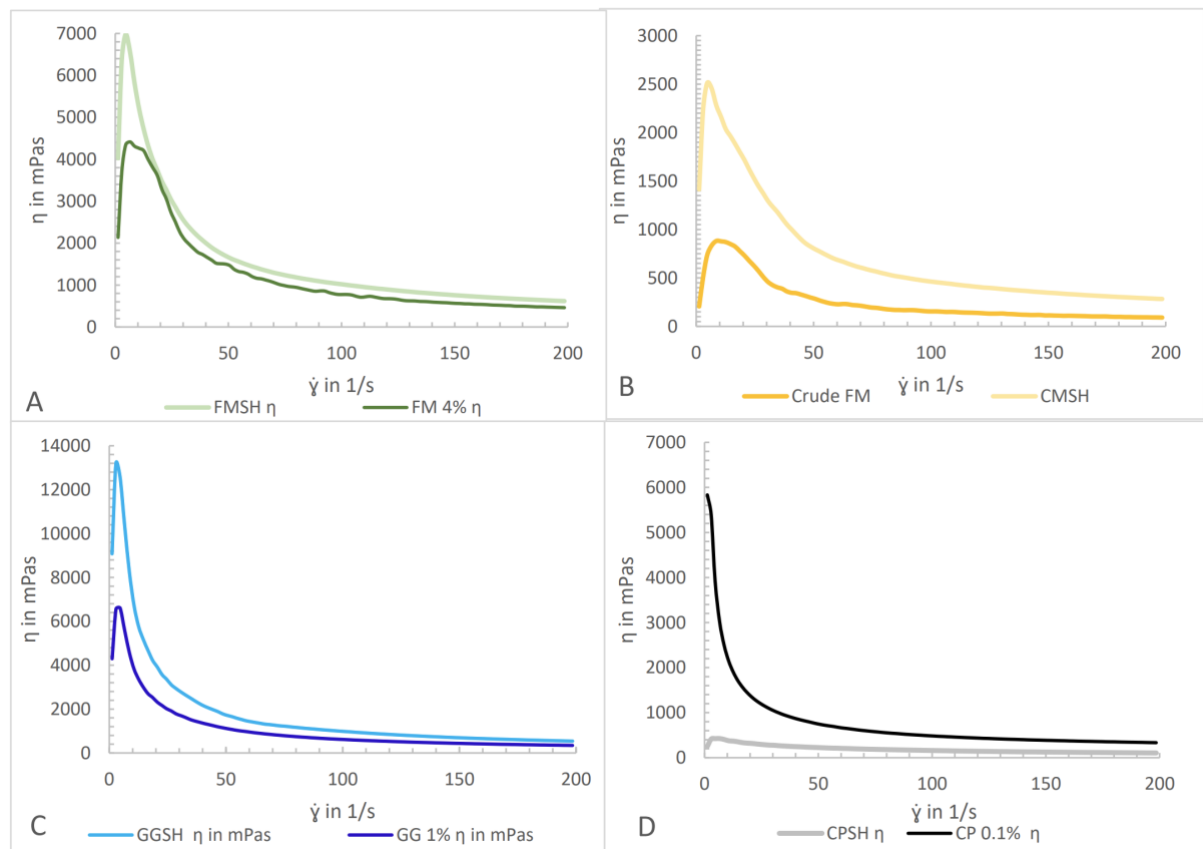 7000
6000
5000
4000
3000
2000
1000
0
η in mPas
0 50 100 150 200
γ̇ in 1/s
A
FMSH η FM 4% η
3000
2500
2000
1500
1000
500
0
η in mPas
0 50 100 150 200
γ̇ in 1/s
B
Crude FM CMSH
14000
12000
10000
8000
6000
4000
2000
0
η in mPas
0 50 100 150 200
γ̇ in 1/s
C
GGSH η in mPas GG 1% η in mPas
7000
6000
5000
4000
3000
2000
1000
0
η in mPas
0 50 100 150 200
γ̇ in 1/s
D
CPSH η CP 0.1% η